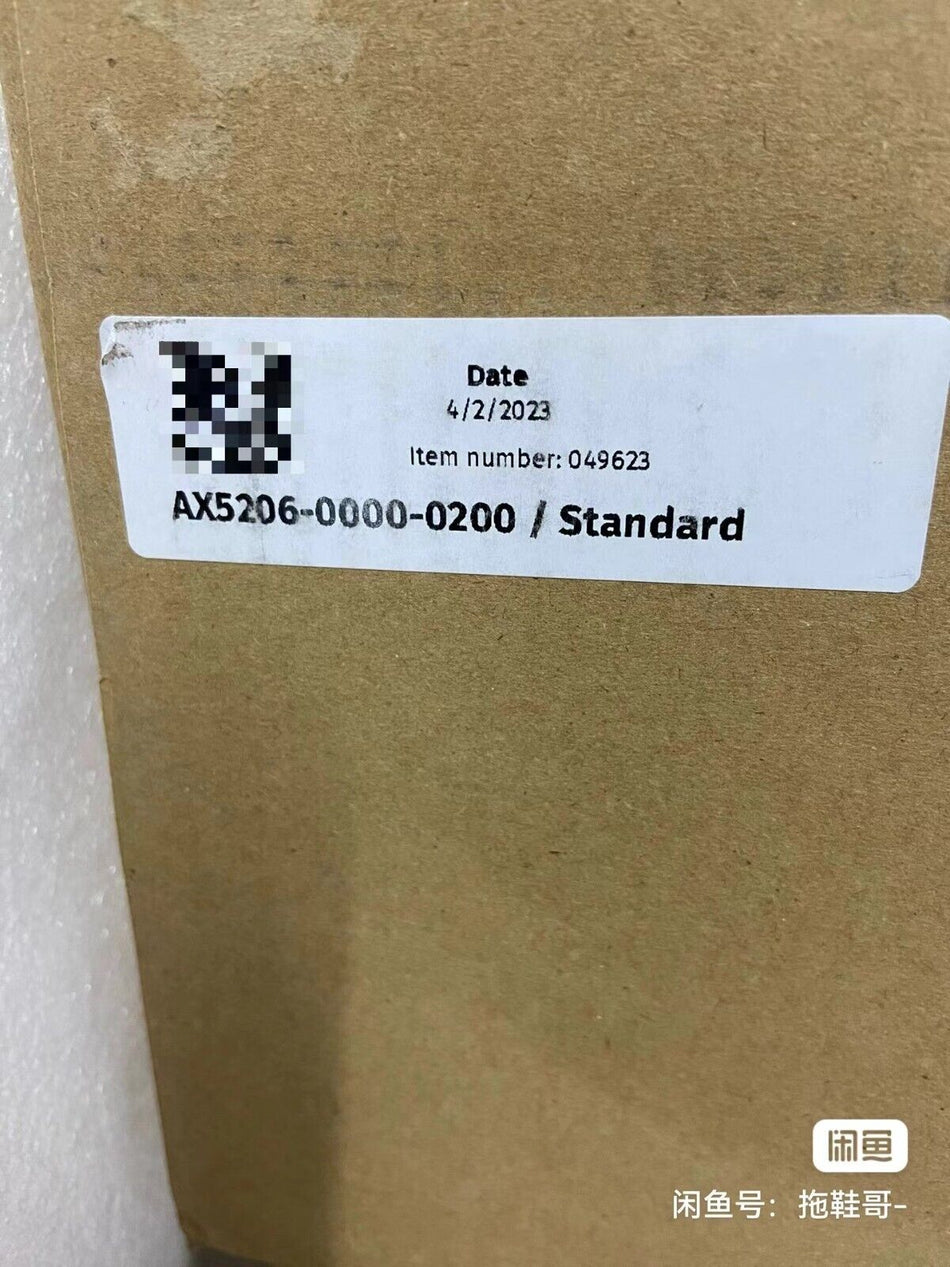 Date
4/2/2023
Item number: 049623
AX5206-0000-0200 / Standard
闲鱼
闲鱼号：拖鞋哥-